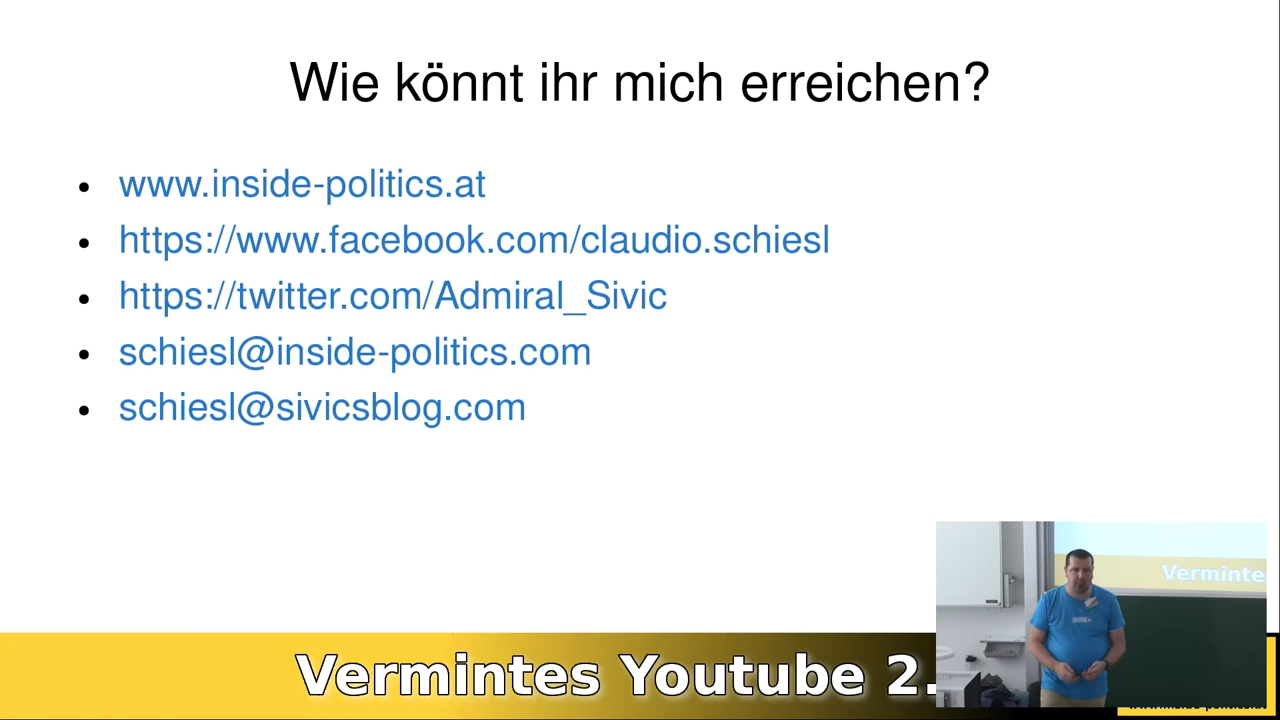 Wie könnt ihr mich erreichen?
www.inside-politics.at
https://www.facebook.com/claudio.schiesl
https://twitter.com/Admiral_Sivic
schiesl@inside-politics.com
schiesl@sivicsblog.com
Verminte
Vermintes Youtube 2.